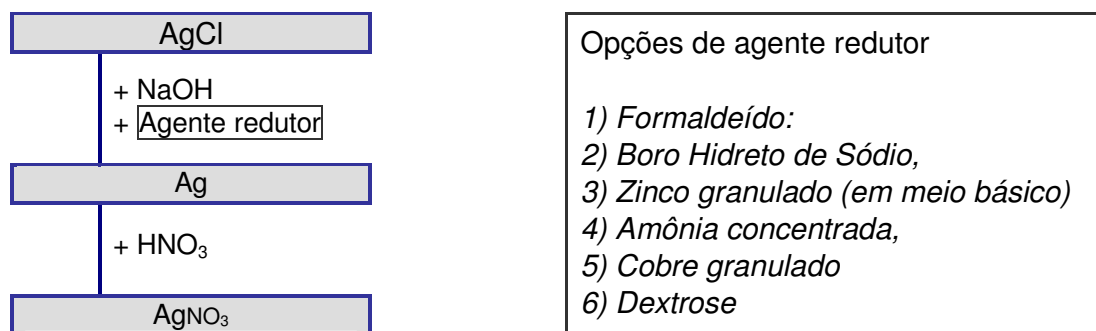 AgCl
+ NaOH
+ Agente redutor
Ag
+ HNO₃
AgNO₃
Opções de agente redutor
1) Formaldeído:
2) Boro Hidreto de Sódio,
3) Zinco granulado (em meio básico)
4) Amônia concentrada,
5) Cobre granulado
6) Dextrose